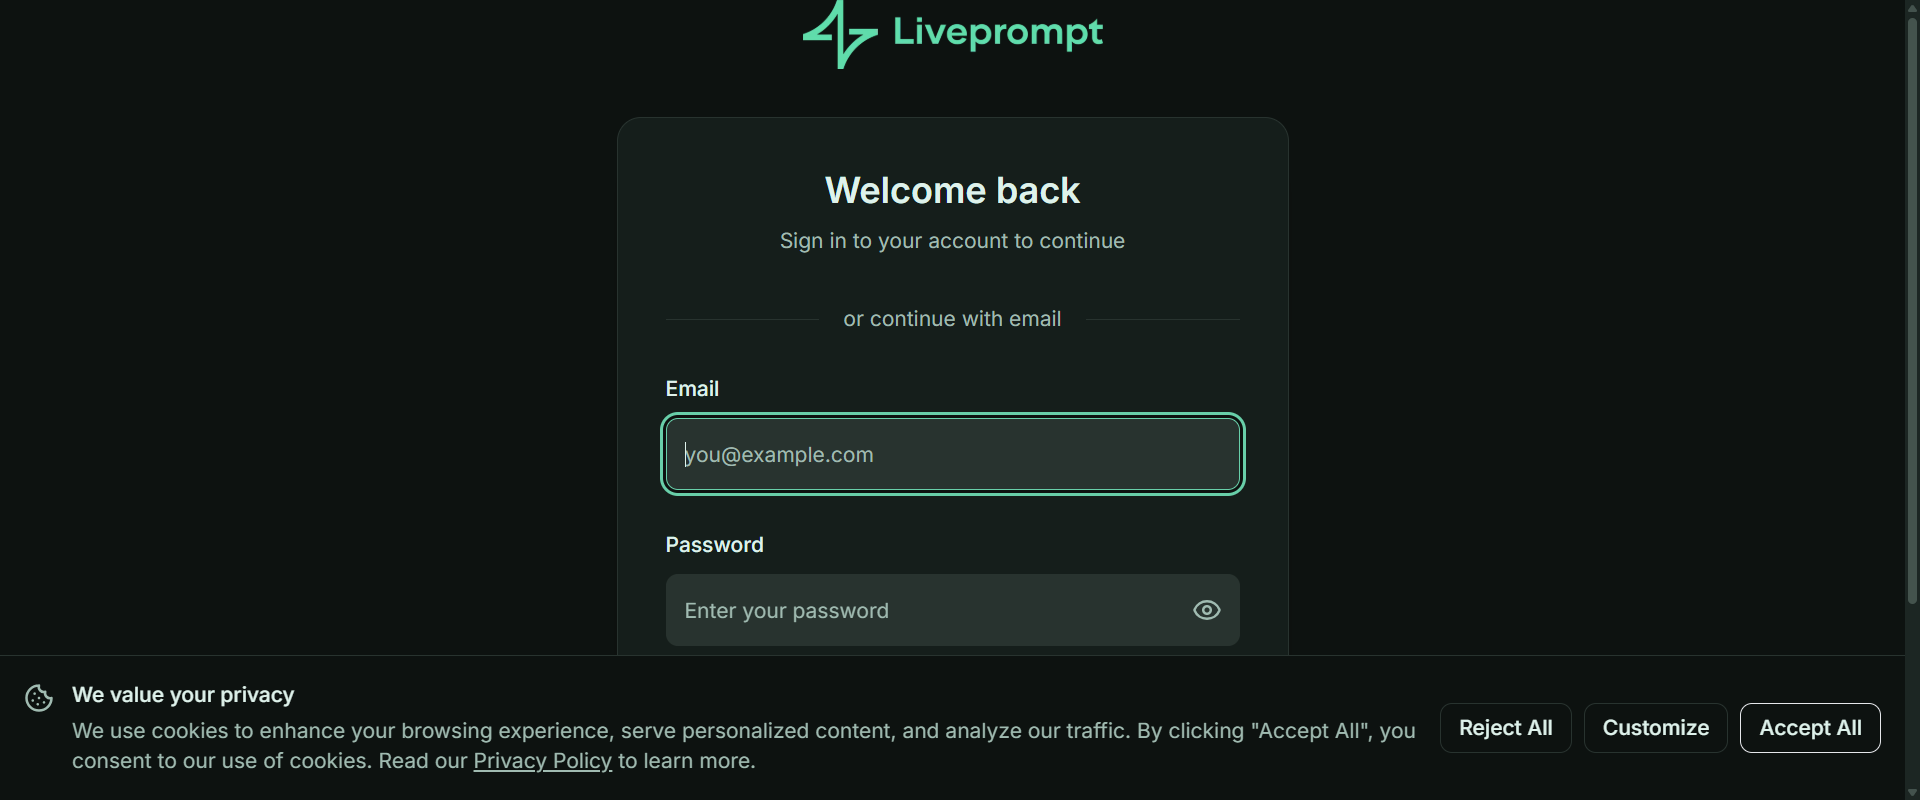 Liveprompt
Welcome back
Sign in to your account to continue
or continue with email
Email
you@example.com
Password
Enter your password
We value your privacy
We use cookies to enhance your browsing experience, serve personalized content, and analyze our traffic. By clicking "Accept All", you
consent to our use of cookies. Read our Privacy Policy to learn more.
Reject All
Customize
Accept All